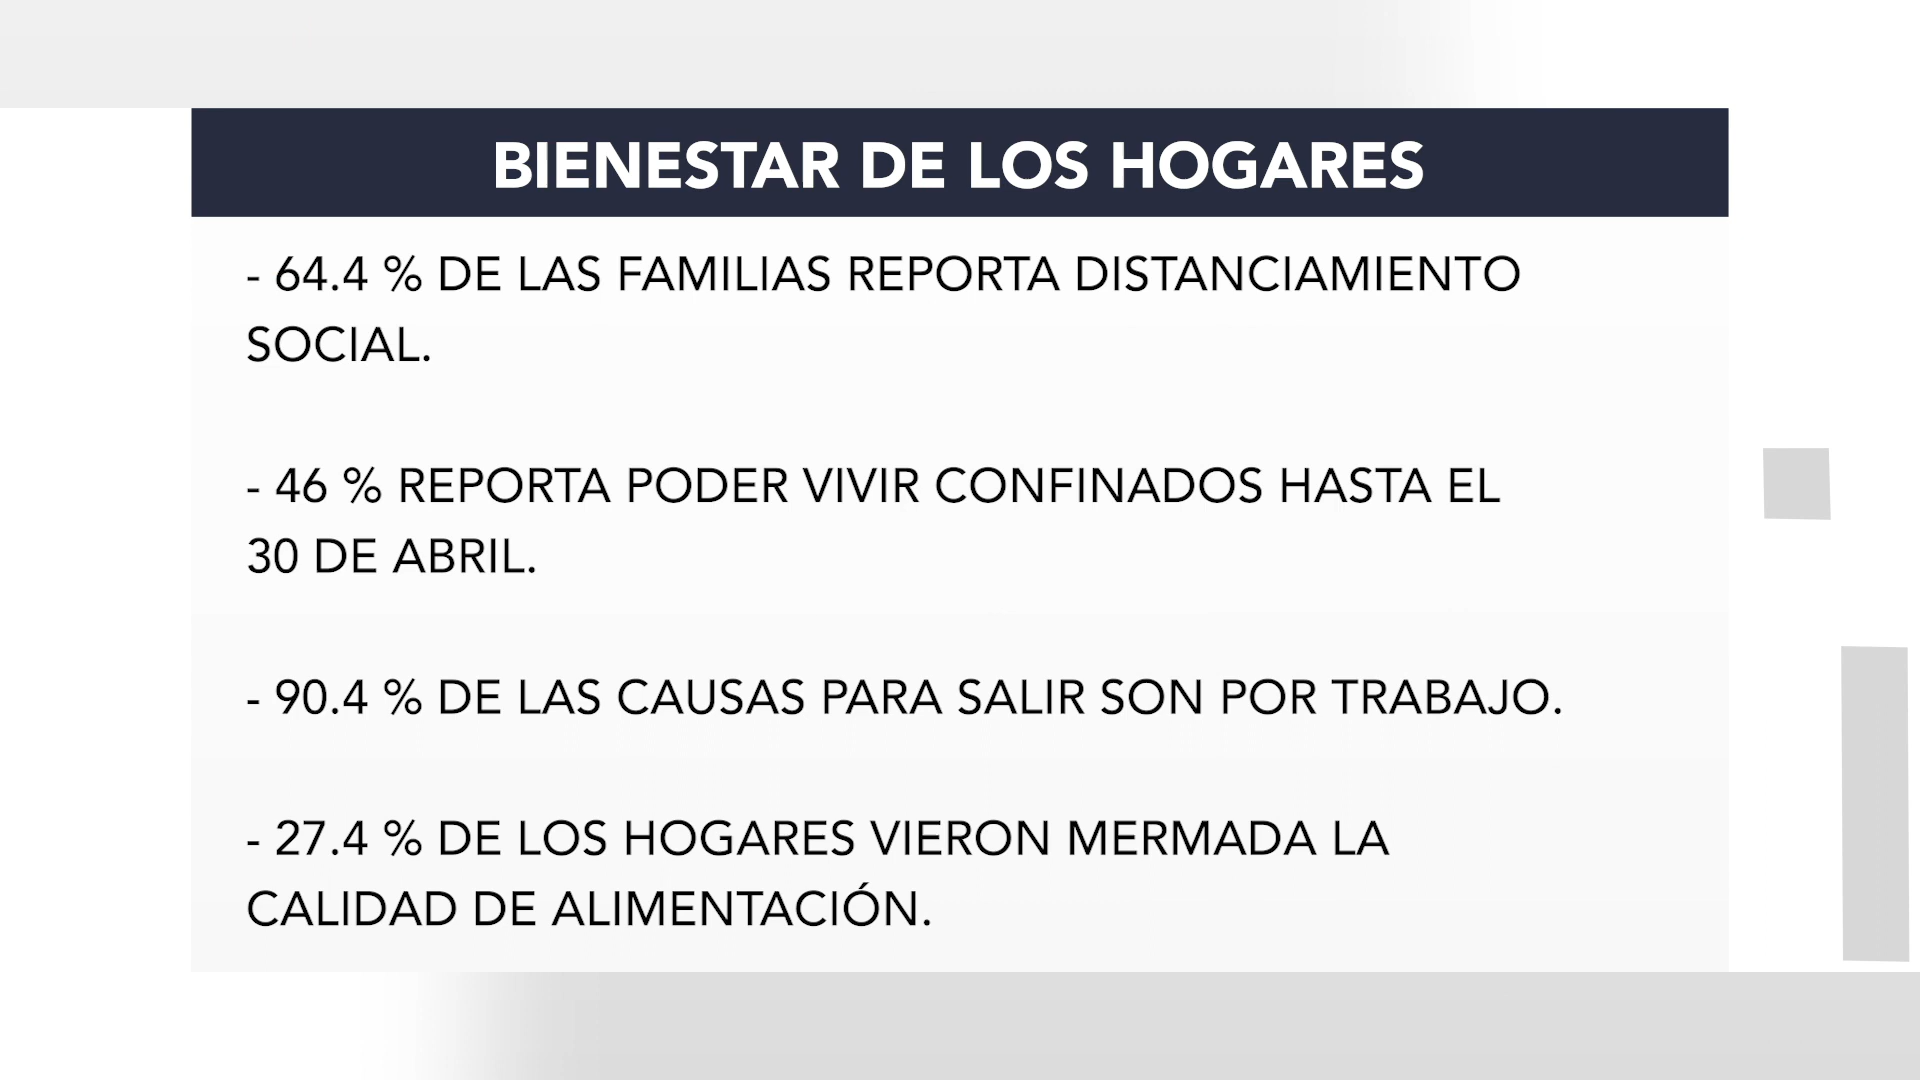 BIENESTAR DE LOS HOGARES
- 64.4 % DE LAS FAMILIAS REPORTA DISTANCIAMIENTO
SOCIAL.
- 46 % REPORTA PODER VIVIR CONFINADOS HASTA EL
30 DE ABRIL.
- 90.4 % DE LAS CAUSAS PARA SALIR SON POR TRABAJO.
- 27.4 % DE LOS HOGARES VIERON MERMADA LA
CALIDAD DE ALIMENTACIÓN.